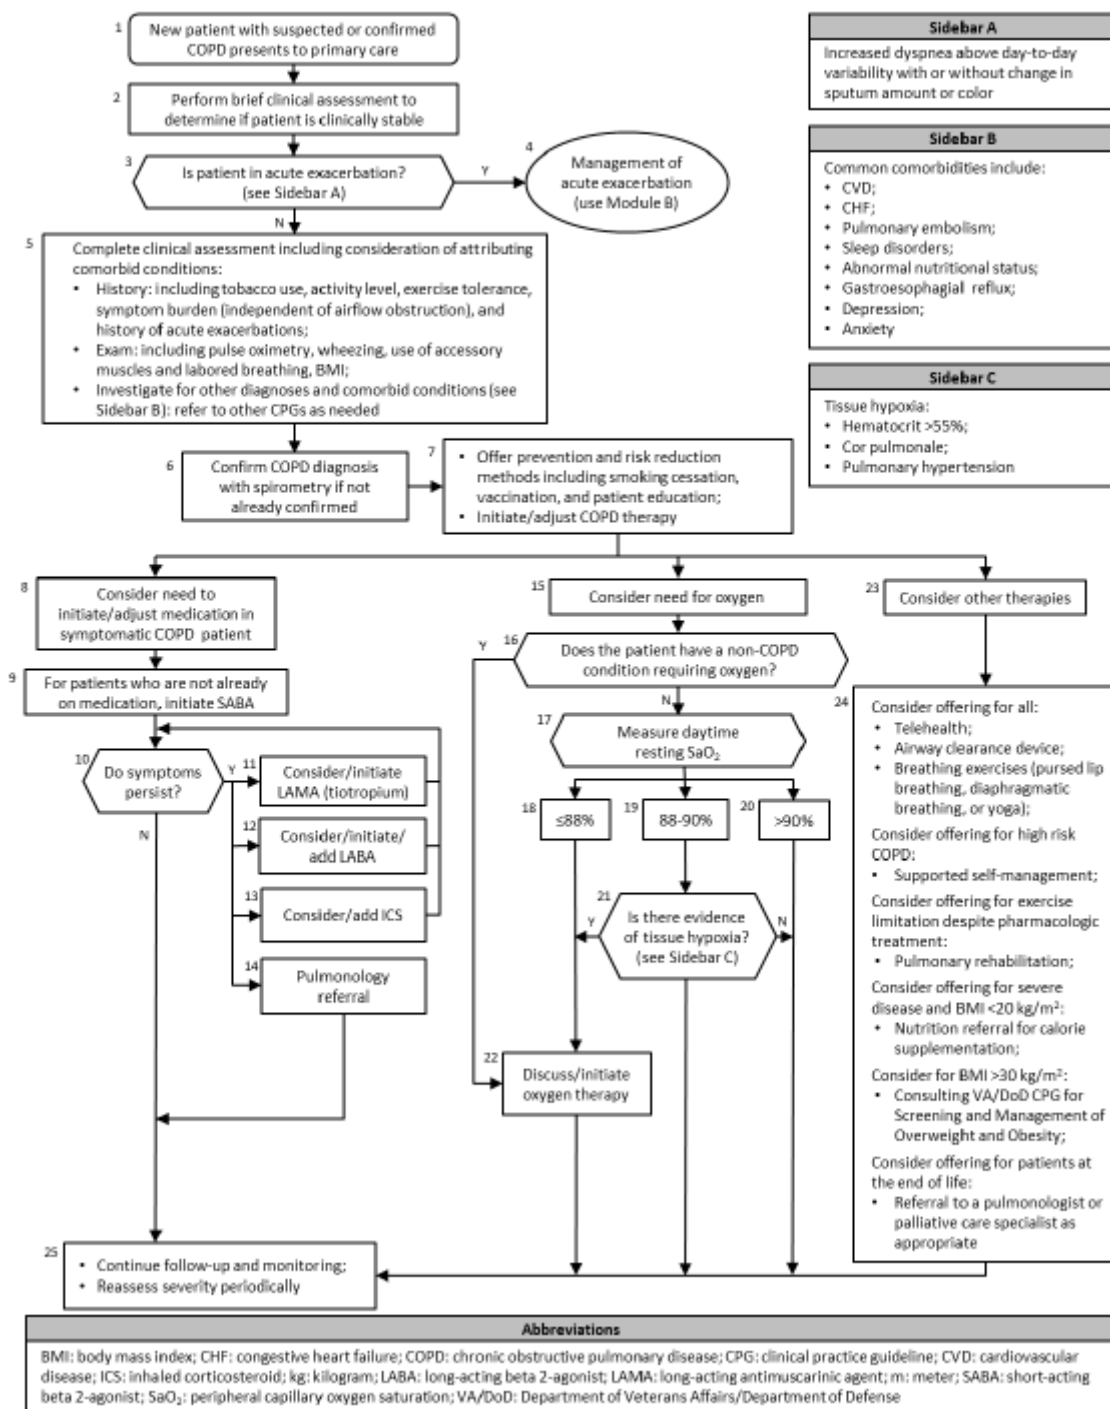 1
New patient with suspected or confirmed
COPD presents to primary care
2
Perform brief clinical assessment to
determine if patient is clinically stable
3
Is patient in acute exacerbation?
(see Sidebar A)
Y
N
4
Management of
acute exacerbation
(use Module B)
5
Complete clinical assessment including consideration of attributing
comorbid conditions:
• History: including tobacco use, activity level, exercise tolerance,
symptom burden (independent of airflow obstruction), and
history of acute exacerbations;
• Exam: including pulse oximetry, wheezing, use of accessory
muscles and labored breathing, BMI;
• Investigate for other diagnoses and comorbid conditions (see
Sidebar B): refer to other CPGs as needed
6
Confirm COPD diagnosis
with spirometry if not
already confirmed
7
• Offer prevention and risk reduction
methods including smoking cessation,
vaccination, and patient education;
• Initiate/adjust COPD therapy
Sidebar A
Increased dyspnea above day-to-day
variability with or without change in
sputum amount or color
Sidebar B
Common comorbidities include:
• CVD;
• CHF;
• Pulmonary embolism;
• Sleep disorders;
• Abnormal nutritional status;
• Gastroesophagial reflux;
• Depression;
• Anxiety
Sidebar C
Tissue hypoxia:
• Hematocrit >55%;
• Cor pulmonale;
• Pulmonary hypertension
8
Consider need to
initiate/adjust medication in
symptomatic COPD patient
9
For patients who are not already
on medication, initiate SABA
10
Do symptoms
persist?
Y
N
11
Consider/initiate
LAMA (tiotropium)
12
Consider/initiate/
add LABA
13
Consider/add ICS
14
Pulmonology
referral
15
Consider need for oxygen
16
Does the patient have a non-COPD
condition requiring oxygen?
Y
N
17
Measure daytime
resting SaO₂
18
≤88%
19
88-90%
20
>90%
21
Is there evidence
of tissue hypoxia?
(see Sidebar C)
Y
N
22
Discuss/initiate
oxygen therapy
23
Consider other therapies
24
Consider offering for all:
• Telehealth;
• Airway clearance device;
• Breathing exercises (pursed lip
breathing, diaphragmatic
breathing, or yoga);
Consider offering for high risk
COPD:
• Supported self-management;
Consider offering for exercise
limitation despite pharmacologic
treatment:
• Pulmonary rehabilitation;
Consider offering for severe
disease and BMI <20 kg/m²:
• Nutrition referral for calorie
supplementation;
Consider for BMI >30 kg/m²:
• Consulting VA/DoD CPG for
Screening and Management of
Overweight and Obesity;
Consider offering for patients at
the end of life:
• Referral to a pulmonologist or
palliative care specialist as
appropriate
25
• Continue follow-up and monitoring;
• Reassess severity periodically
Abbreviations
BMI: body mass index; CHF: congestive heart failure; COPD: chronic obstructive pulmonary disease; CPG: clinical practice guideline; CVD: cardiovascular
disease; ICS: inhaled corticosteroid; kg: kilogram; LABA: long-acting beta 2-agonist; LAMA: long-acting antimuscarinic agent; m: meter; SABA: short-acting
beta 2-agonist; SaO₂: peripheral capillary oxygen saturation; VA/DoD: Department of Veterans Affairs/Department of Defense